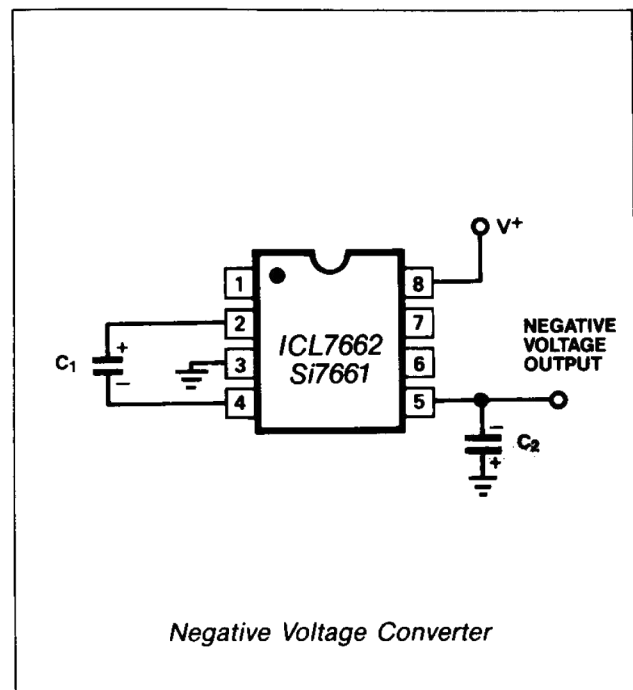 V+
1
8
2
7
3
6
4
5
ICL7662
Si7661
C1
+
–
NEGATIVE
VOLTAGE
OUTPUT
–
C2
+
Negative Voltage Converter